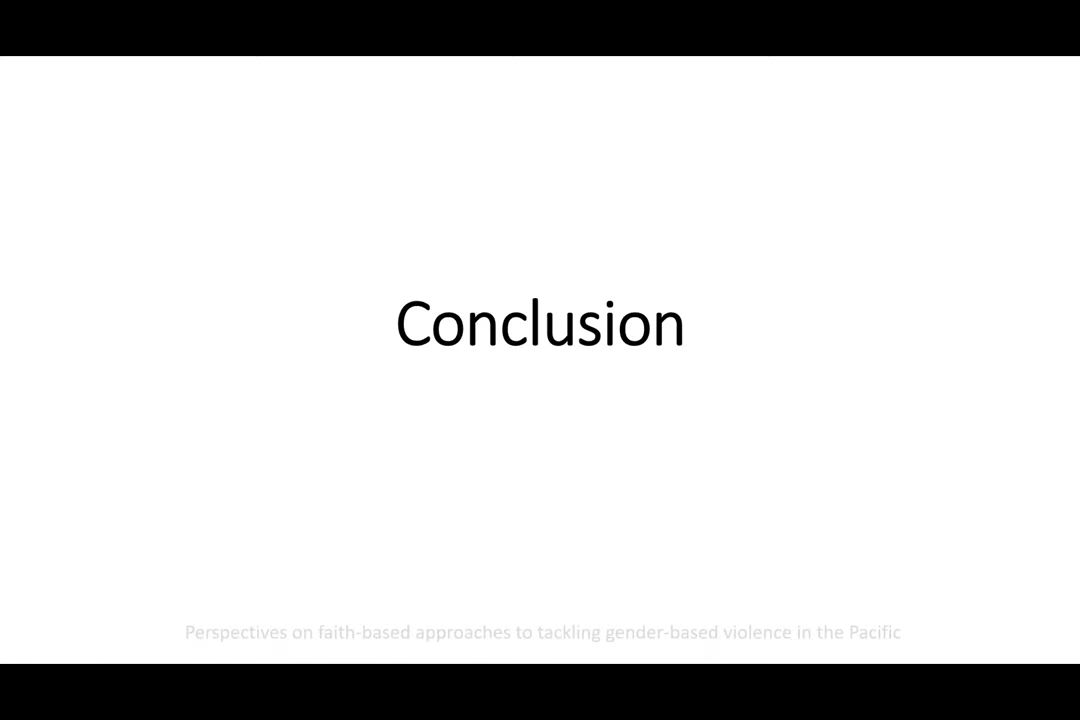 Conclusion
Perspectives on faith-based approaches to tackling gender-based violence in the Pacific